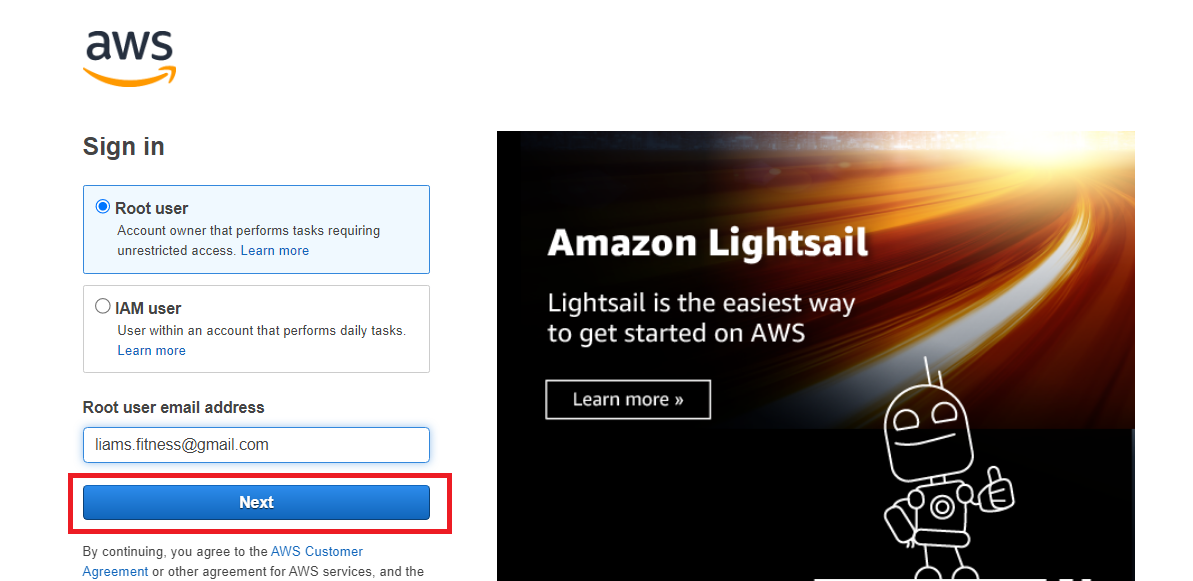 aws
Sign in
Root user
Account owner that performs tasks requiring
unrestricted access. Learn more
IAM user
User within an account that performs daily tasks.
Learn more
Root user email address
liams.fitness@gmail.com
Next
By continuing, you agree to the AWS Customer
Agreement or other agreement for AWS services, and the
Amazon Lightsail
Lightsail is the easiest way
to get started on AWS
Learn more »